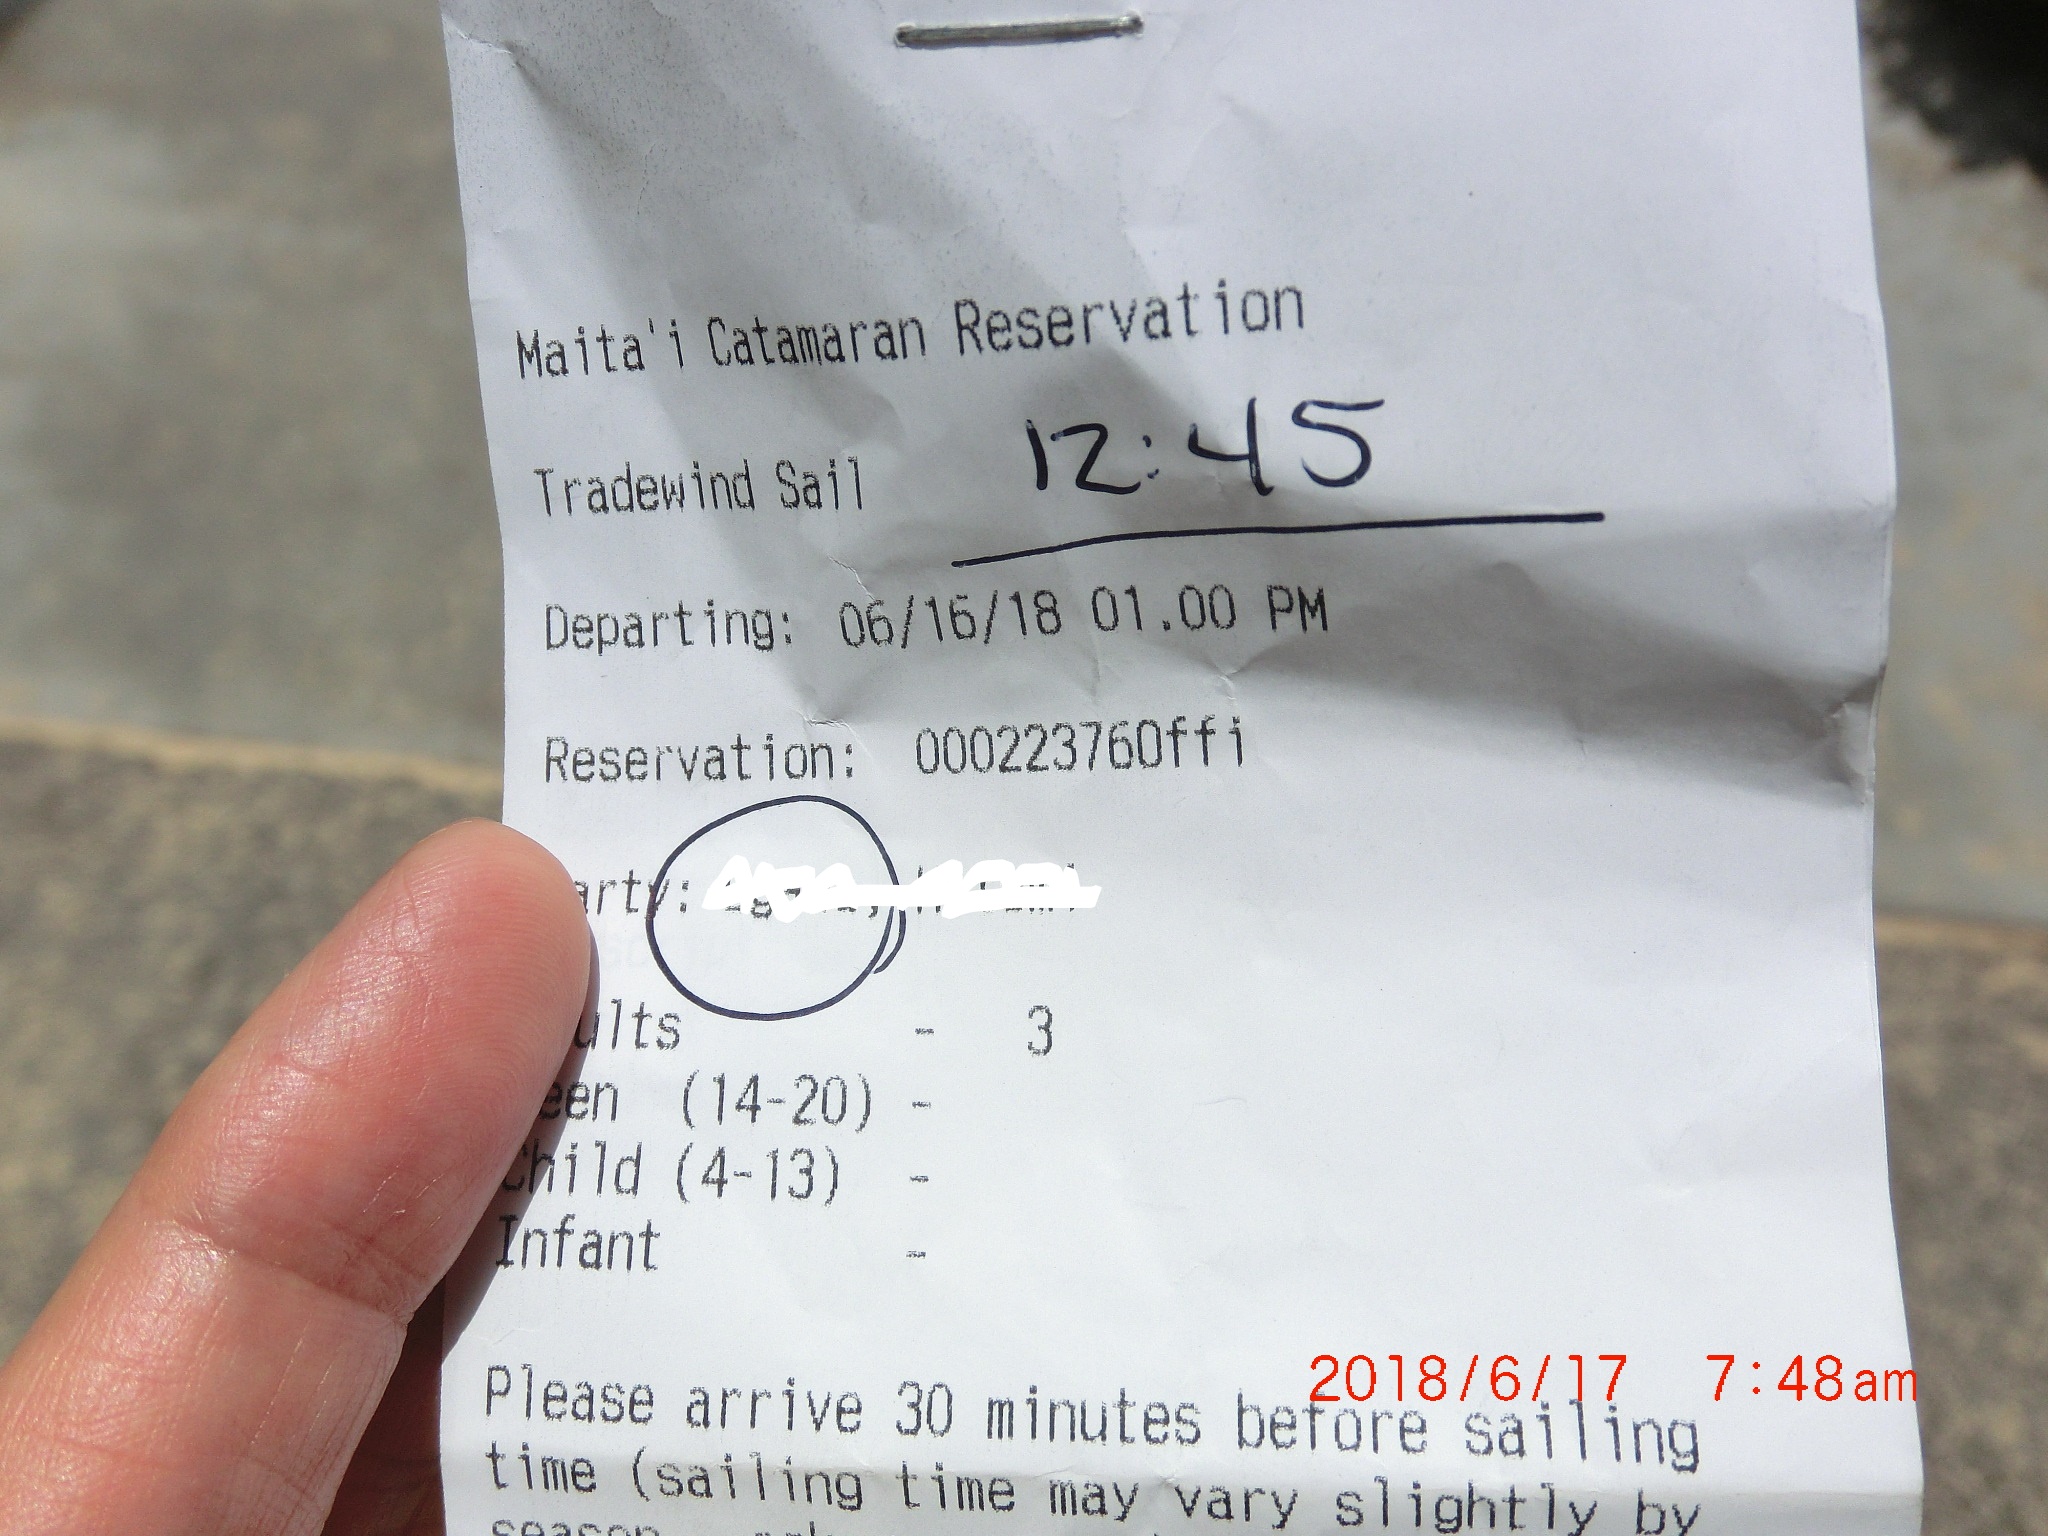 Maita'i Catamaran Reservation
12:45
Tradewind Sail
Departing: 06/16/18 01.00 PM
Reservation: 000223760ffi
arty:
ults - 3
een (14-20) -
Child (4-13) -
Infant -
Please arrive 30 minutes before sailing
time (sailing time may vary slightly by
2018/6/17 7:48am